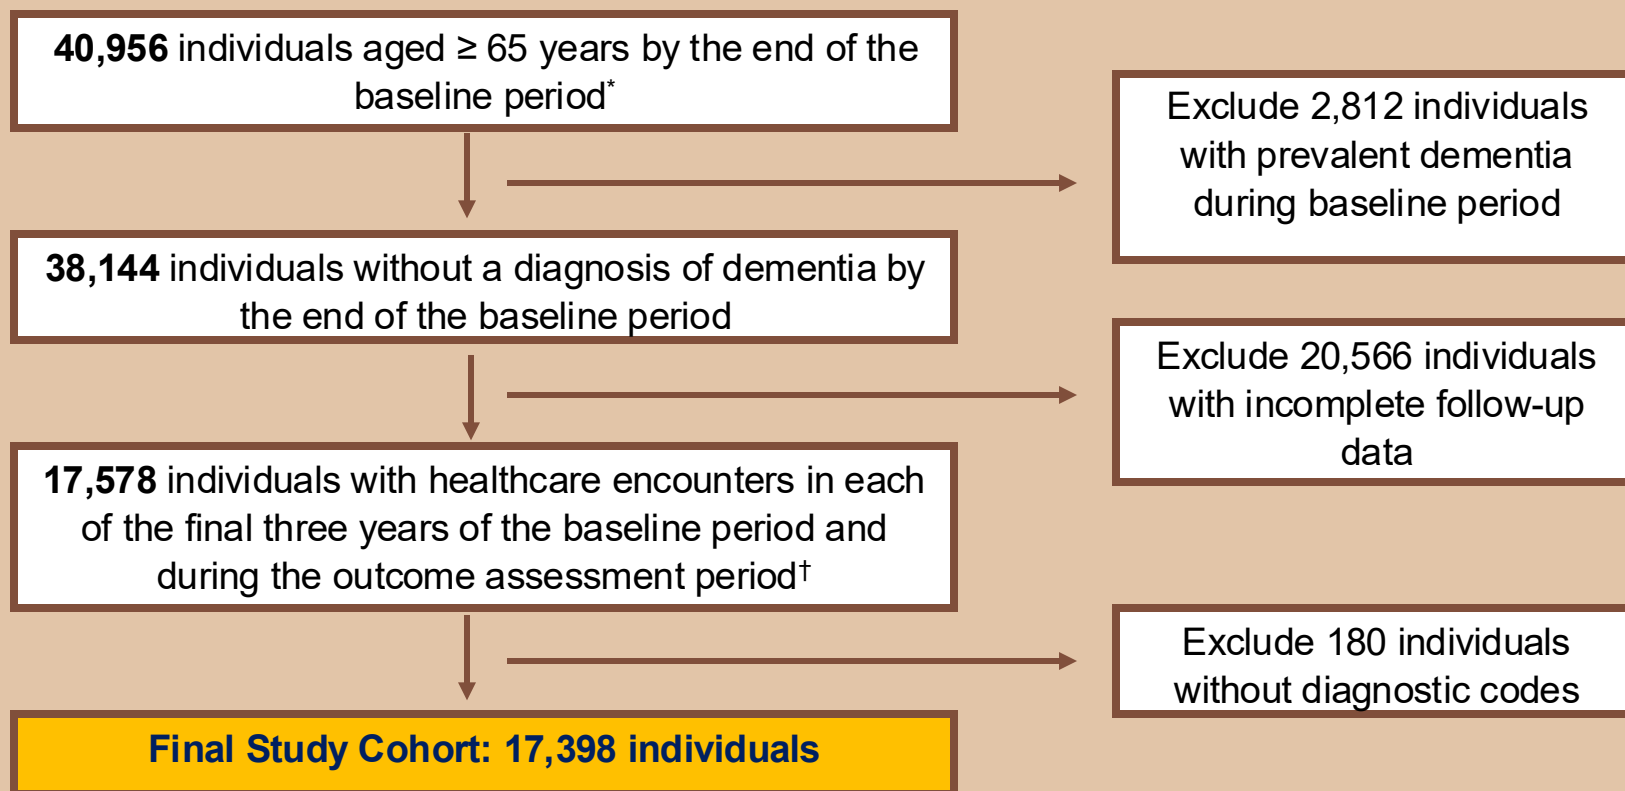 40,956 individuals aged ≥ 65 years by the end of the
baseline period*
Exclude 2,812 individuals
with prevalent dementia
during baseline period
38,144 individuals without a diagnosis of dementia by
the end of the baseline period
Exclude 20,566 individuals
with incomplete follow-up
data
17,578 individuals with healthcare encounters in each
of the final three years of the baseline period and
during the outcome assessment period†
Exclude 180 individuals
without diagnostic codes
Final Study Cohort: 17,398 individuals